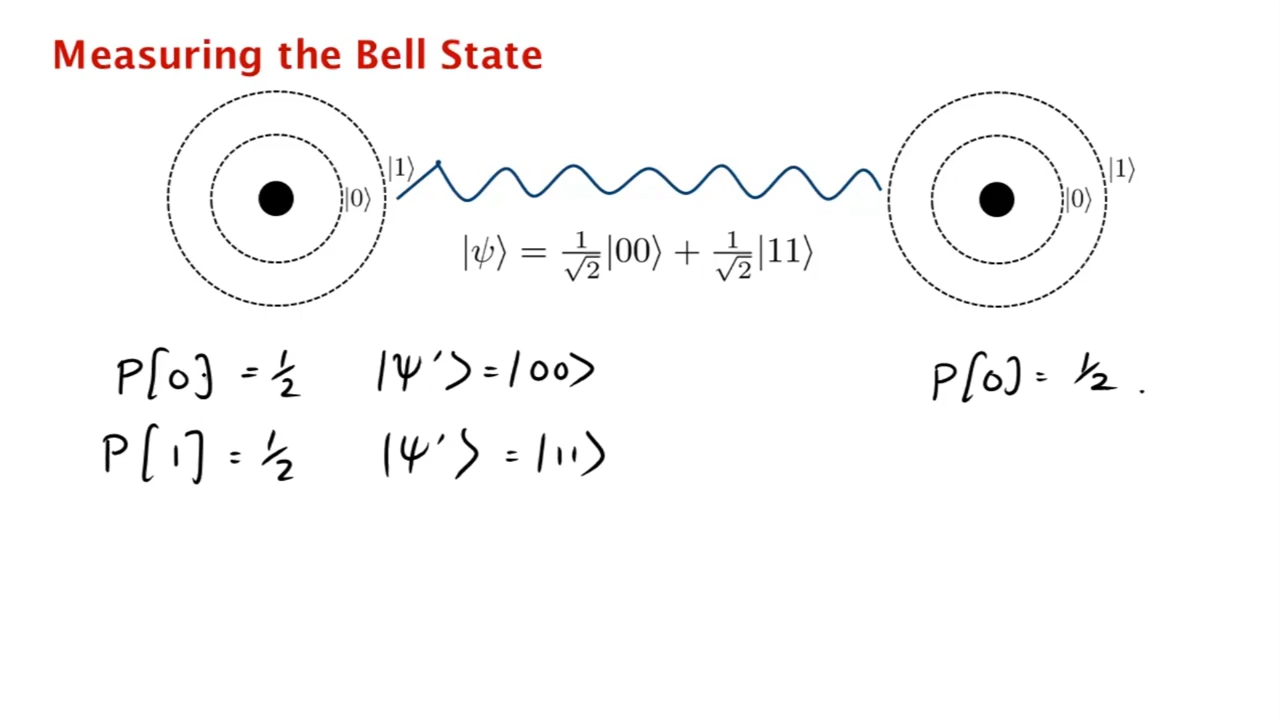 Measuring the Bell State
|1⟩ |1⟩
|0⟩ |0⟩
|ψ⟩ = 1/√2|00⟩ + 1/√2|11⟩
P[0] = 1/2 |ψ'⟩ = |00⟩ P[0] = 1/2 .
P[1] = 1/2 |ψ'⟩ = |11⟩